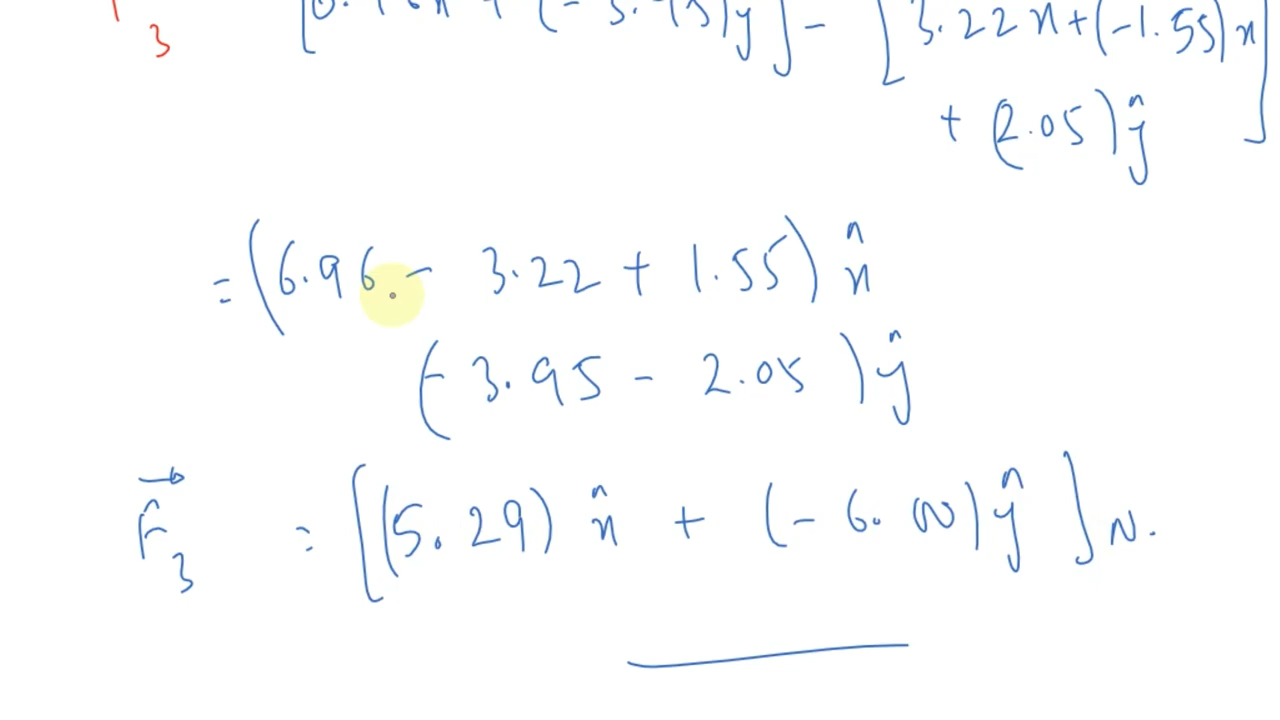 3 ] - [3.22 x + (-1.55) x
+ (2.05) ŷ ]
= (6.96 - 3.22 + 1.55) x̂
(-3.95 - 2.05) ŷ
F⃗3 = [(5.29) x̂ + (-6.00) ŷ ] N.